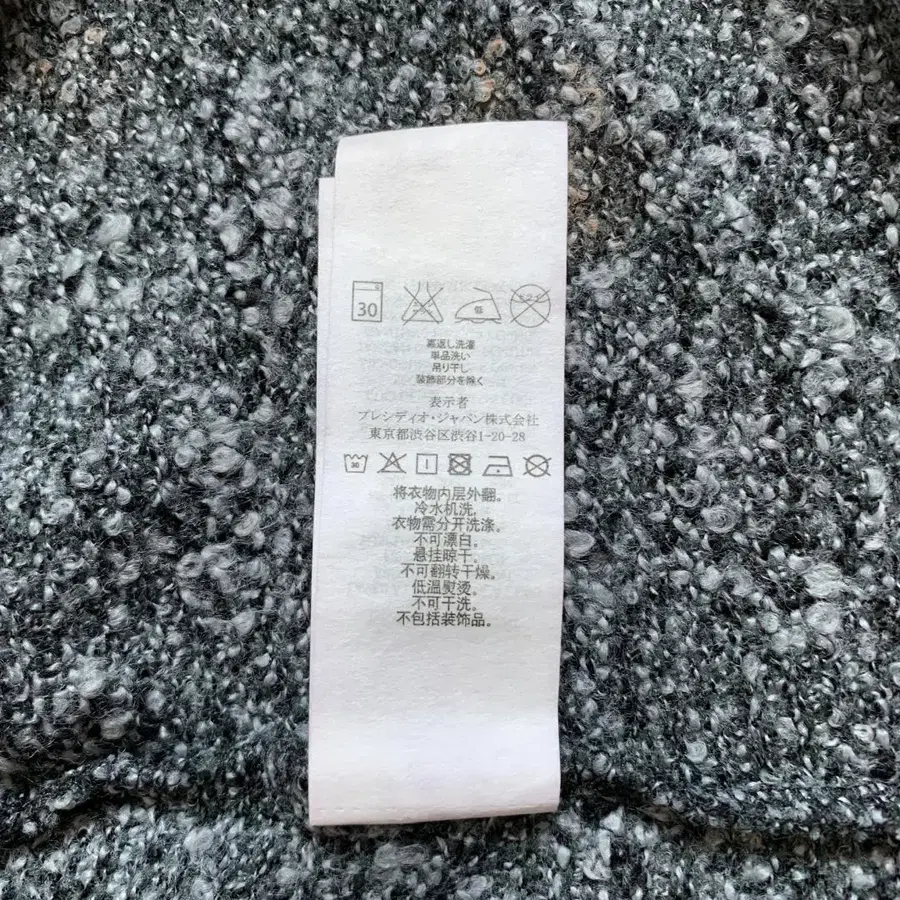 30 低
裏返し洗濯
単品洗い
吊り干し
装飾部分を除く
表示者
プレシディオ・ジャパン株式会社
東京都渋谷区渋谷1-20-28
30
将衣物内层外翻。
冷水机洗.
衣物需分开洗涤。
不可漂白。
悬挂晾干。
不可翻转干燥。
低温熨烫。
不可干洗。
不包括装饰品。